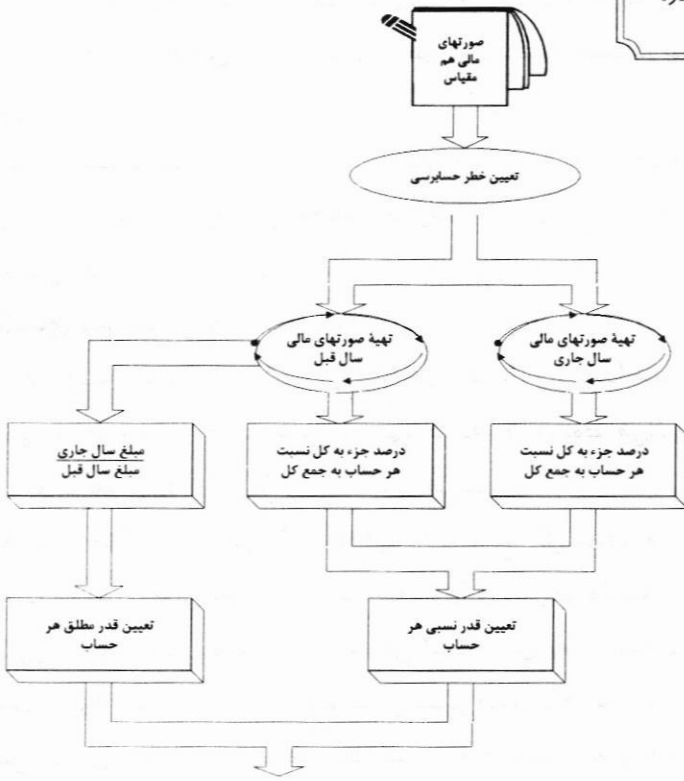 صورتهای
مالی هم
مقیاس
تعیین خطر حسابرسی
تهیهٔ صورتهای مالی
سال جاری
تهیهٔ صورتهای مالی
سال قبل
درصد جزء به کل نسبت
هر حساب به جمع کل
درصد جزء به کل نسبت
هر حساب به جمع کل
مبلغ سال جاری
مبلغ سال قبل
تعیین قدر نسبی هر
حساب
تعیین قدر مطلق هر
حساب